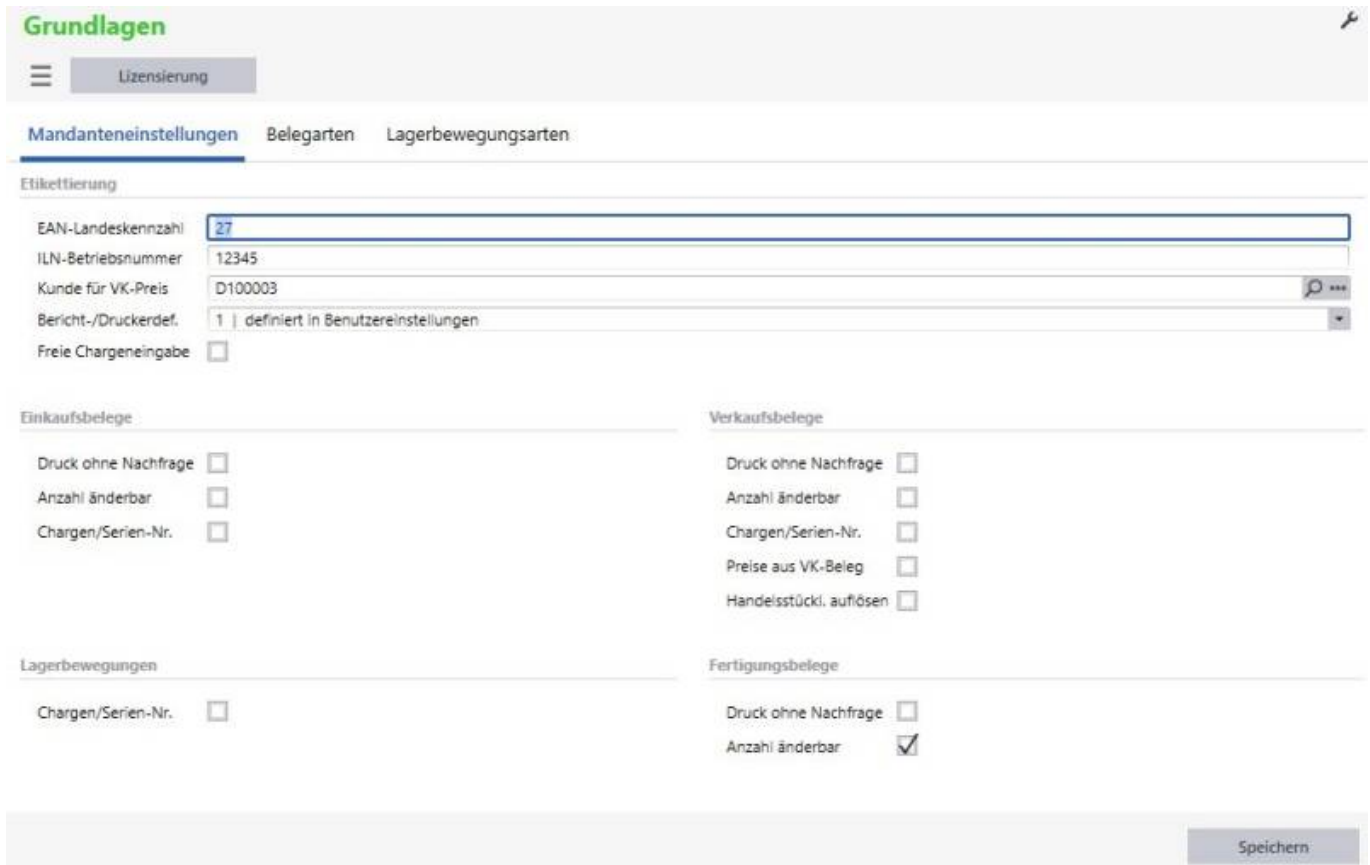 Grundlagen
Lizensierung
Mandanteneinstellungen Belegarten Lagerbewegungsarten
Etikettierung
EAN-Landeskennzahl 27
ILN-Betriebsnummer 12345
Kunde für VK-Preis D100003
Bericht-/Druckerdef. 1 | definiert in Benutzereinstellungen
Freie Chargeneingabe
Einkaufsbelege
Druck ohne Nachfrage
Anzahl änderbar
Chargen/Serien-Nr.
Verkaufsbelege
Druck ohne Nachfrage
Anzahl änderbar
Chargen/Serien-Nr.
Preise aus VK-Beleg
Handelsstückl. auflösen
Lagerbewegungen
Chargen/Serien-Nr.
Fertigungsbelege
Druck ohne Nachfrage
Anzahl änderbar
Speichern